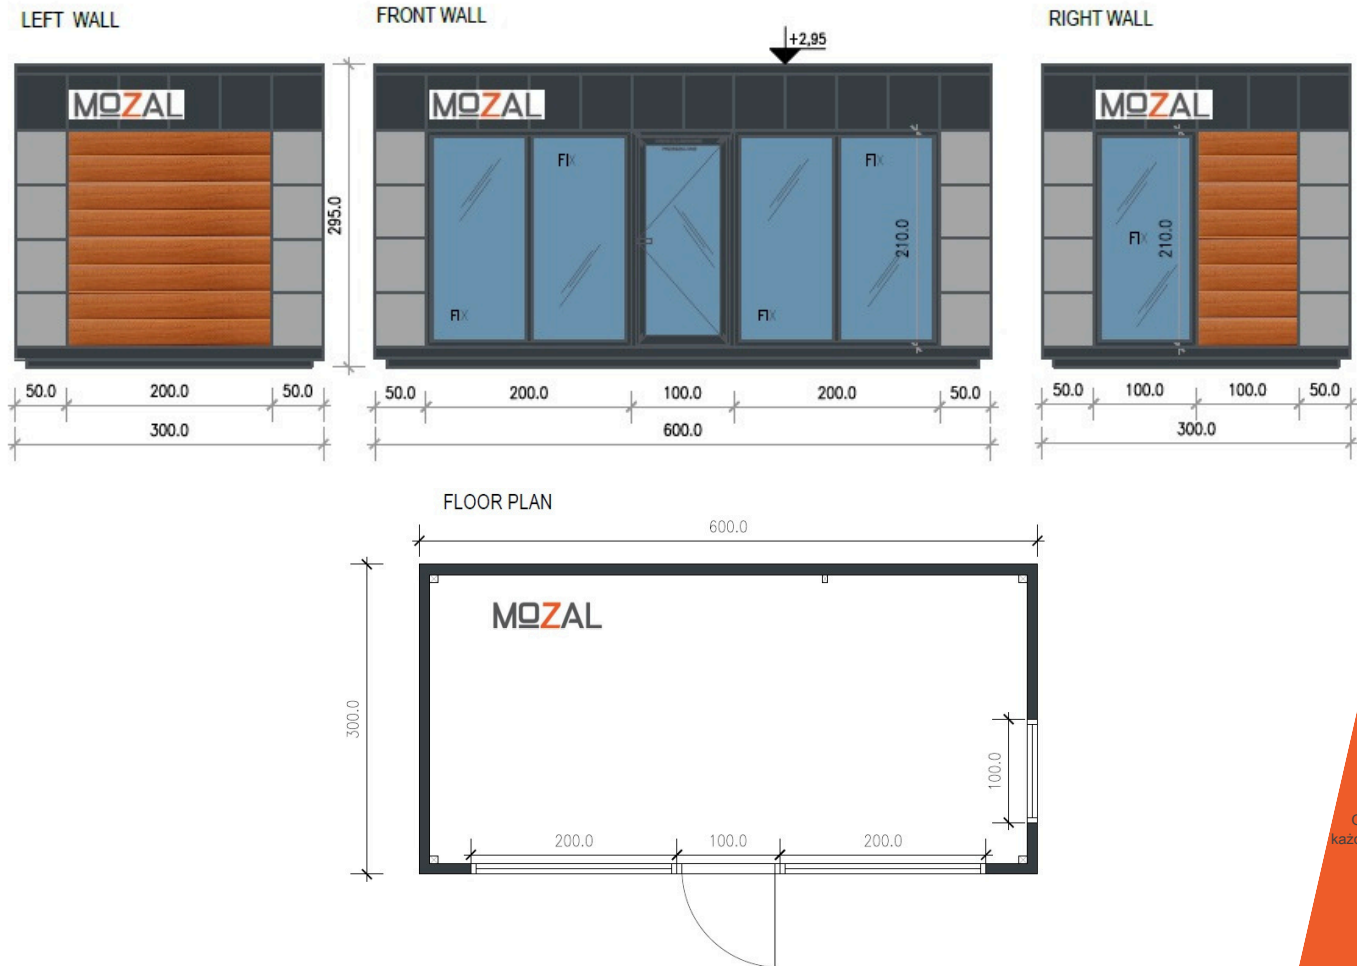 LEFT WALL
FRONT WALL
RIGHT WALL
+2,95
MOZAL
MOZAL
MOZAL
FIX
FIX
FIX
FIX
FIX
210.0
210.0
295.0
50.0 200.0 50.0
300.0
50.0 200.0 100.0 200.0 50.0
600.0
50.0 100.0 100.0 50.0
300.0
FLOOR PLAN
600.0
MOZAL
300.0
100.0
200.0 100.0 200.0